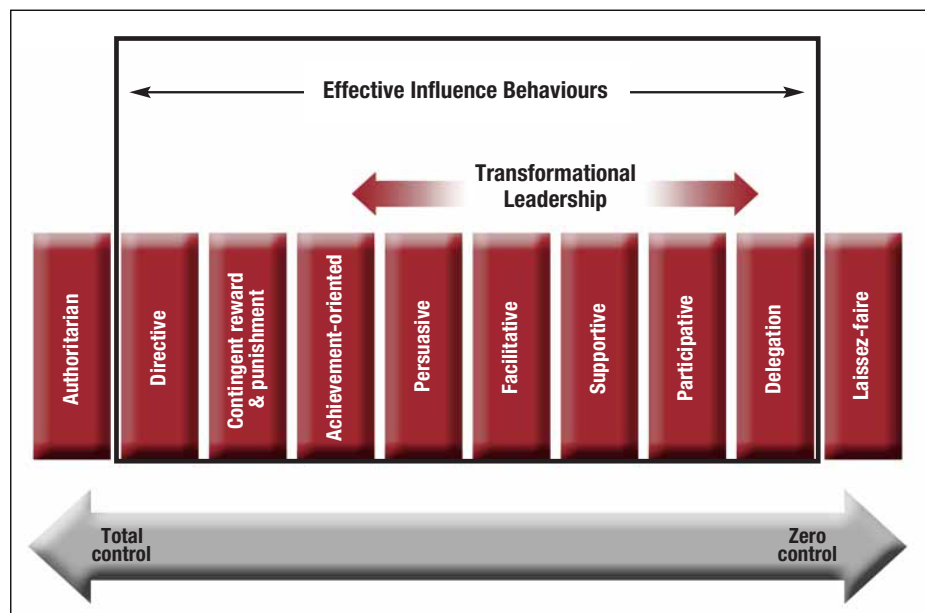 Effective Influence Behaviours
Transformational
Leadership
Authoritarian
Directive
Contingent reward
& punishment
Achievement-oriented
Persuasive
Facilitative
Supportive
Participative
Delegation
Laissez-faire
Total
control
Zero
control